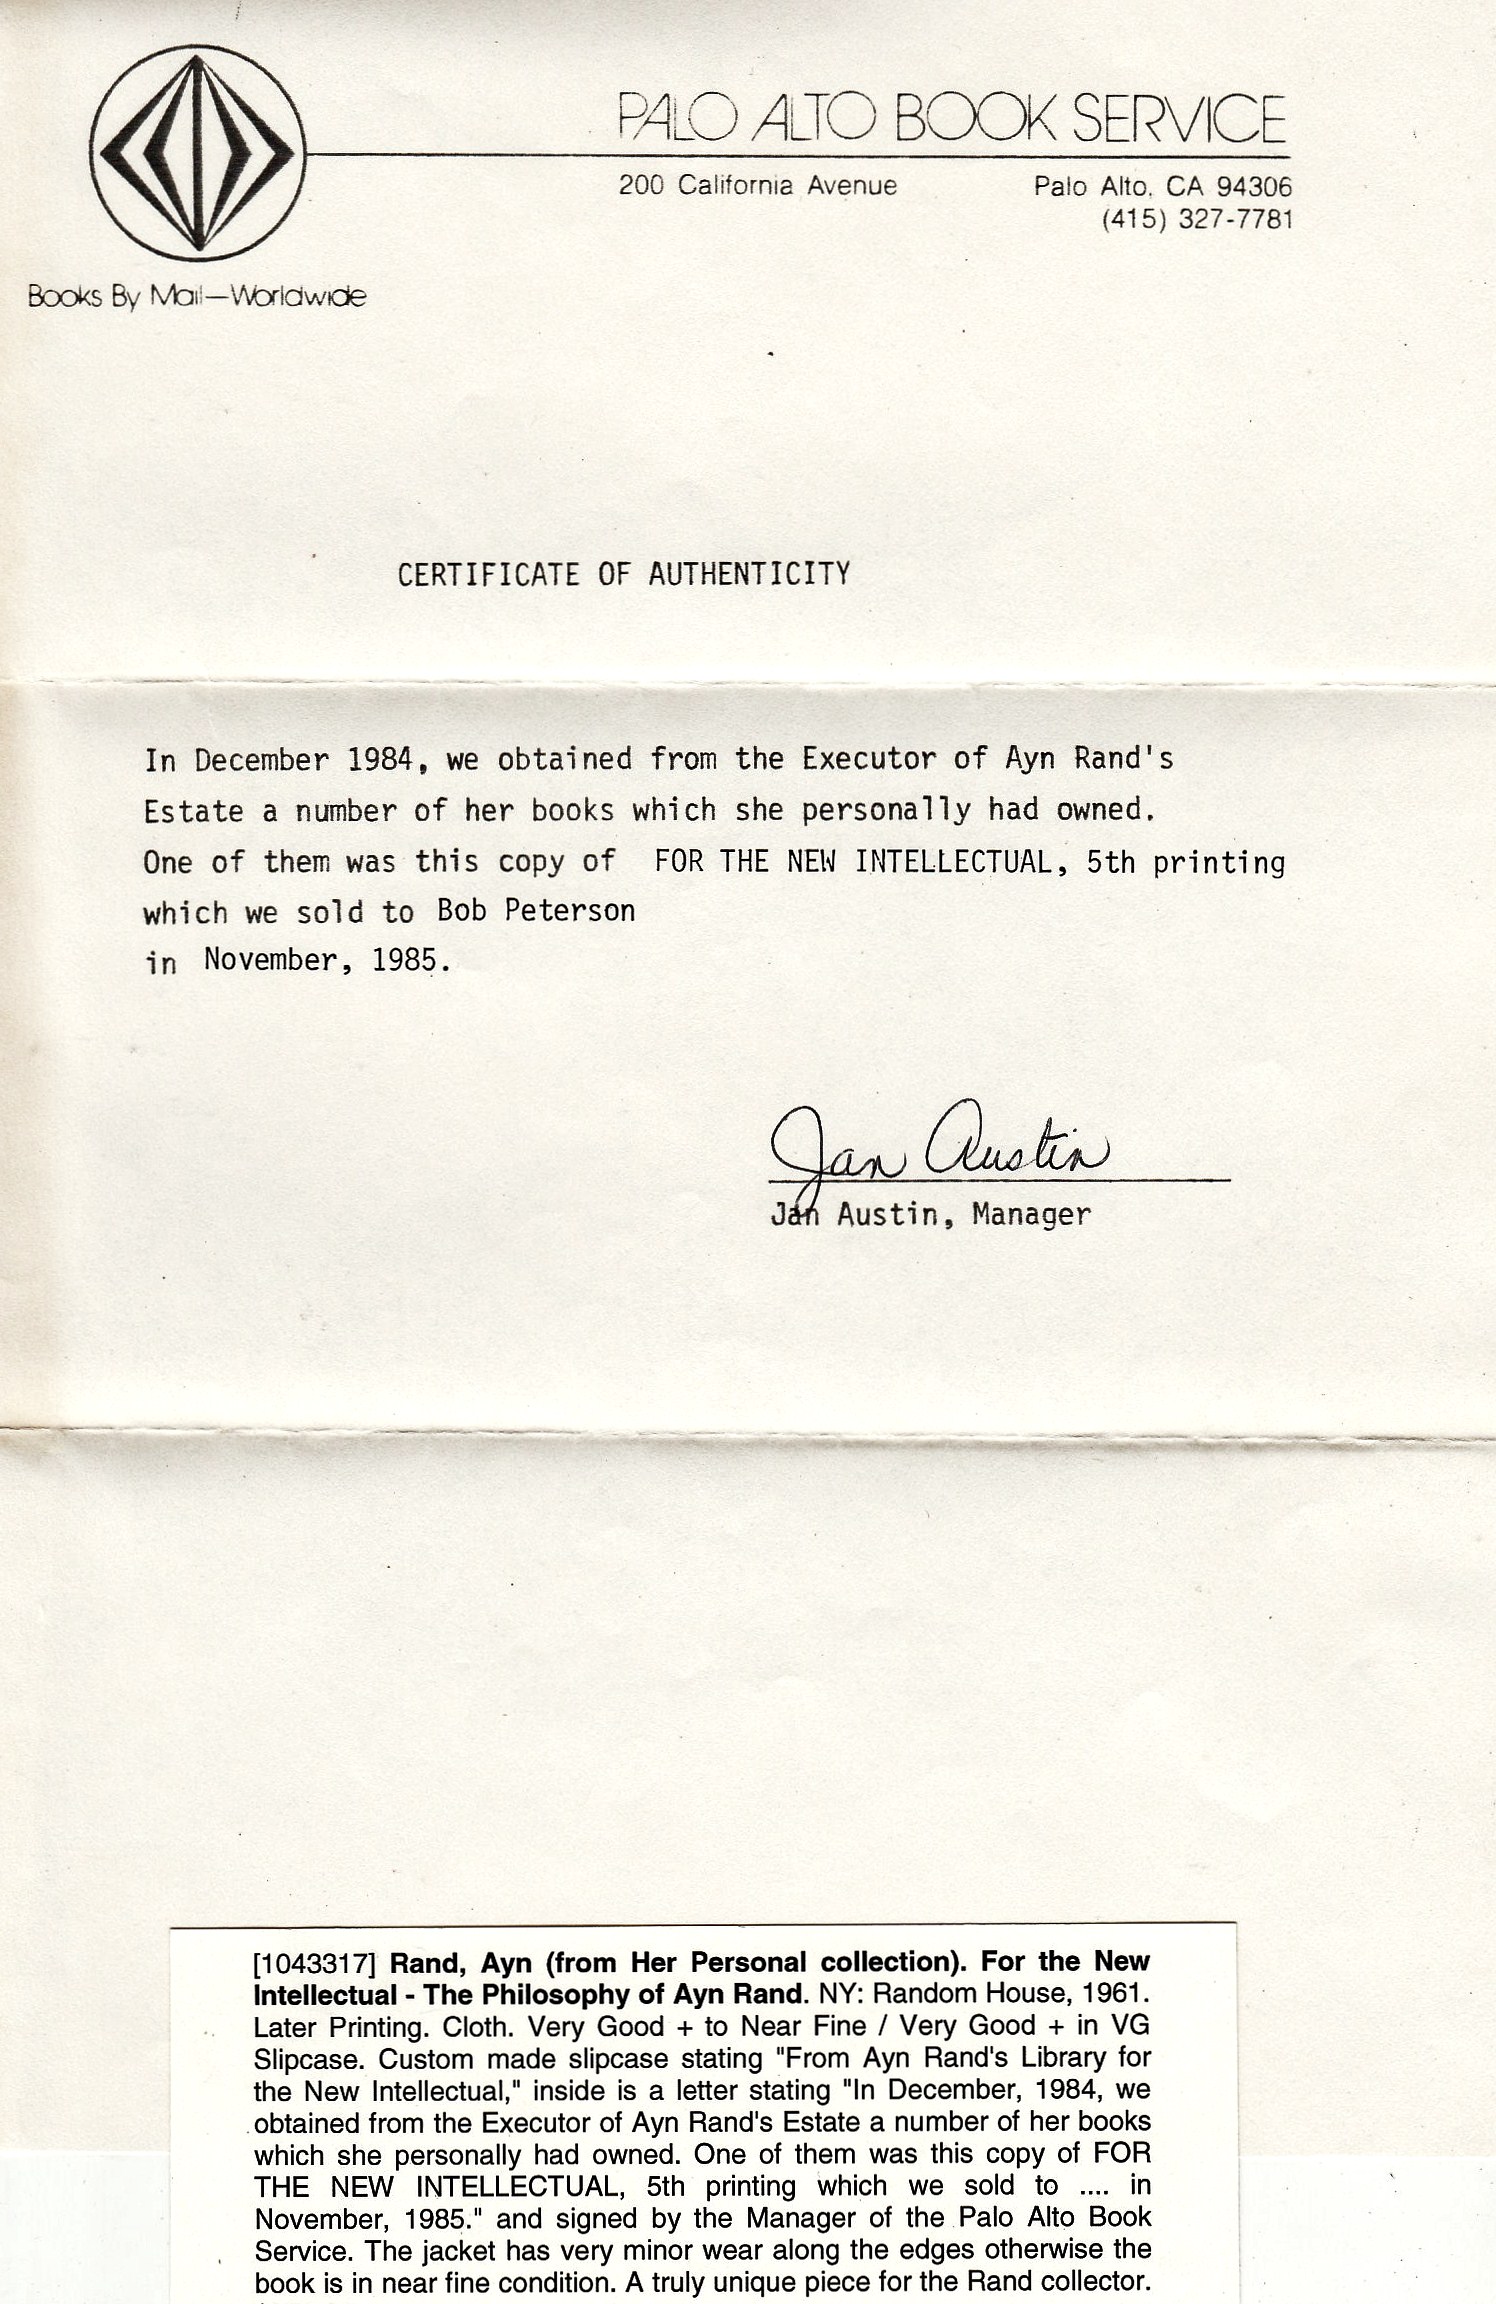 PALO ALTO BOOK SERVICE
200 California Avenue Palo Alto, CA 94306
(415) 327-7781
Books By Mail—Worldwide
CERTIFICATE OF AUTHENTICITY
In December 1984, we obtained from the Executor of Ayn Rand's
Estate a number of her books which she personally had owned.
One of them was this copy of FOR THE NEW INTELLECTUAL, 5th printing
which we sold to Bob Peterson
in November, 1985.
Jan Austin
Jan Austin, Manager
[1043317] Rand, Ayn (from Her Personal collection). For the New
Intellectual - The Philosophy of Ayn Rand. NY: Random House, 1961.
Later Printing. Cloth. Very Good + to Near Fine / Very Good + in VG
Slipcase. Custom made slipcase stating "From Ayn Rand's Library for
the New Intellectual," inside is a letter stating "In December, 1984, we
obtained from the Executor of Ayn Rand's Estate a number of her books
which she personally had owned. One of them was this copy of FOR
THE NEW INTELLECTUAL, 5th printing which we sold to .... in
November, 1985." and signed by the Manager of the Palo Alto Book
Service. The jacket has very minor wear along the edges otherwise the
book is in near fine condition. A truly unique piece for the Rand collector.